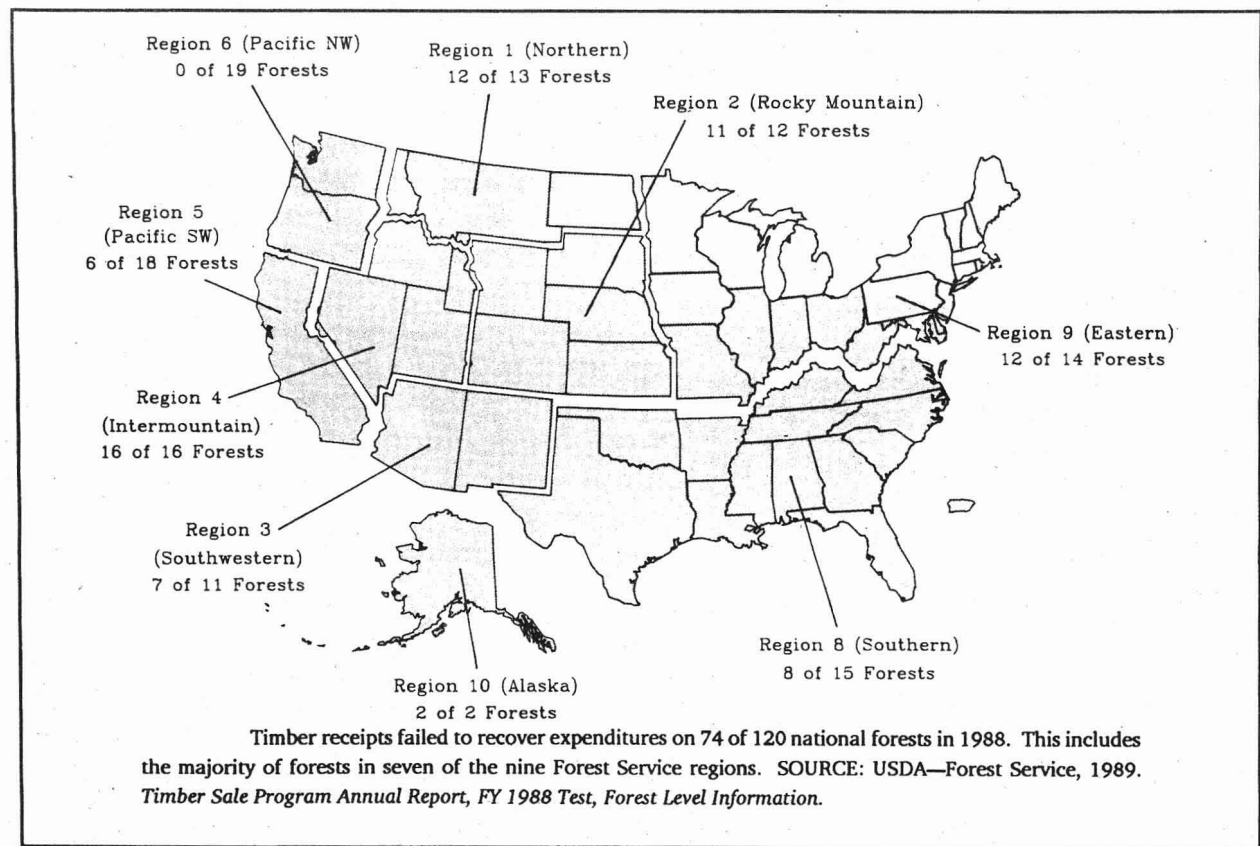 Region 6 (Pacific NW)
0 of 19 Forests
Region 1 (Northern)
12 of 13 Forests
Region 2 (Rocky Mountain)
11 of 12 Forests
Region 5
(Pacific SW)
6 of 18 Forests
Region 9 (Eastern)
12 of 14 Forests
Region 4
(Intermountain)
16 of 16 Forests
Region 3
(Southwestern)
7 of 11 Forests
Region 8 (Southern)
8 of 15 Forests
Region 10 (Alaska)
2 of 2 Forests
Timber receipts failed to recover expenditures on 74 of 120 national forests in 1988. This includes
the majority of forests in seven of the nine Forest Service regions. SOURCE: USDA—Forest Service, 1989.
Timber Sale Program Annual Report, FY 1988 Test, Forest Level Information.